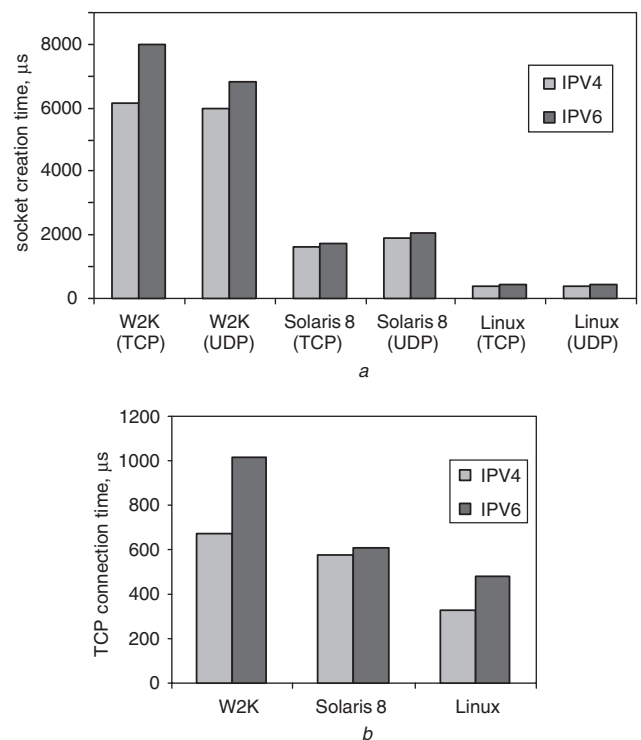 8000
6000
4000
2000
0
socket creation time, μs
IPV4
IPV6
W2K (TCP)
W2K (UDP)
Solaris 8 (TCP)
Solaris 8 (UDP)
Linux (TCP)
Linux (UDP)
a
1200
1000
800
600
400
200
0
TCP connection time, μs
IPV4
IPV6
W2K
Solaris 8
Linux
b